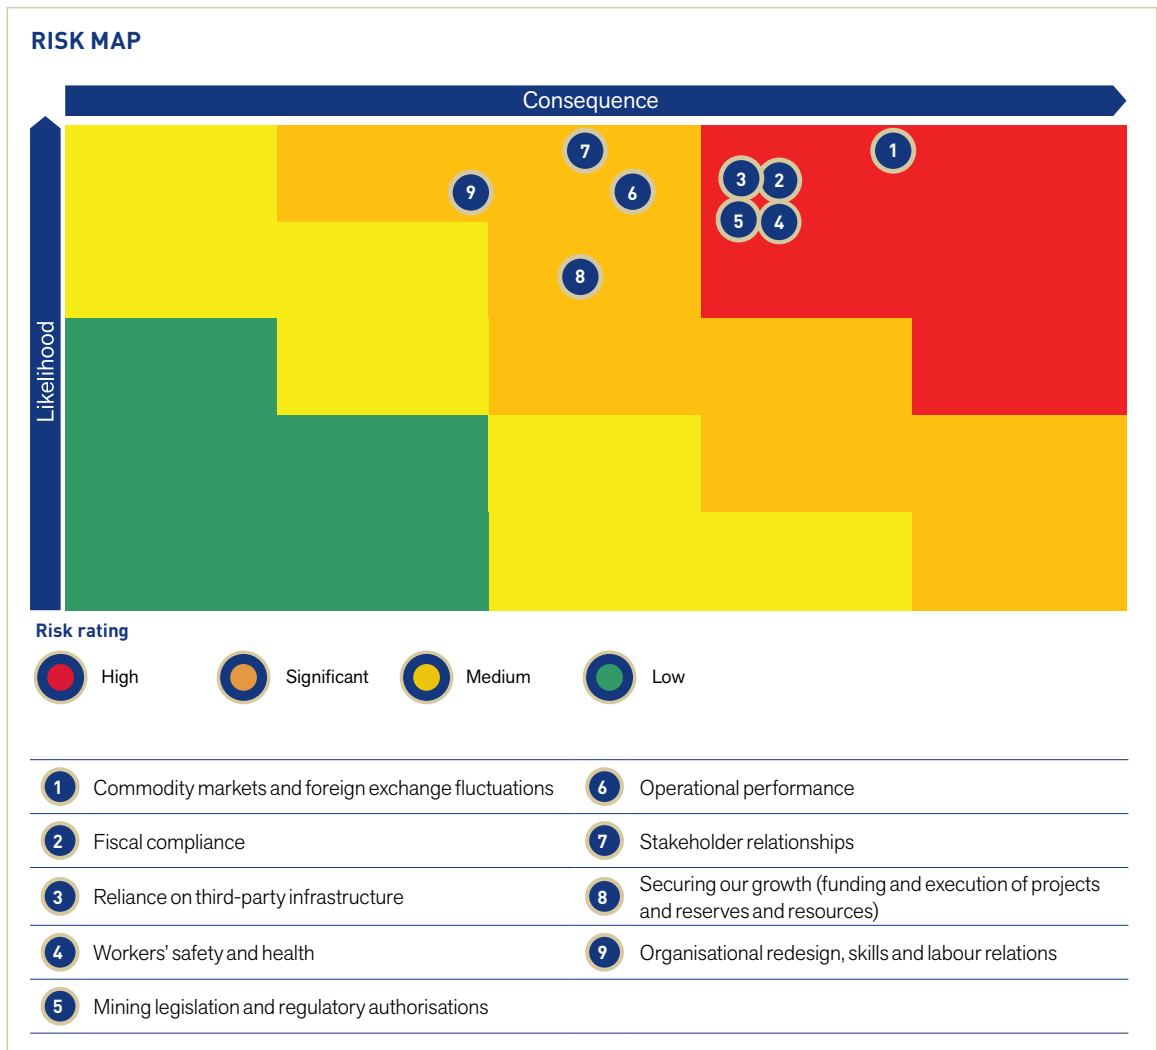 RISK MAP
Consequence
Likelihood
7
1
9
6
3
2
5
4
8
Risk rating
High
Significant
Medium
Low
1 Commodity markets and foreign exchange fluctuations
6 Operational performance
2 Fiscal compliance
7 Stakeholder relationships
3 Reliance on third-party infrastructure
8 Securing our growth (funding and execution of projects
and reserves and resources)
4 Workers' safety and health
9 Organisational redesign, skills and labour relations
5 Mining legislation and regulatory authorisations